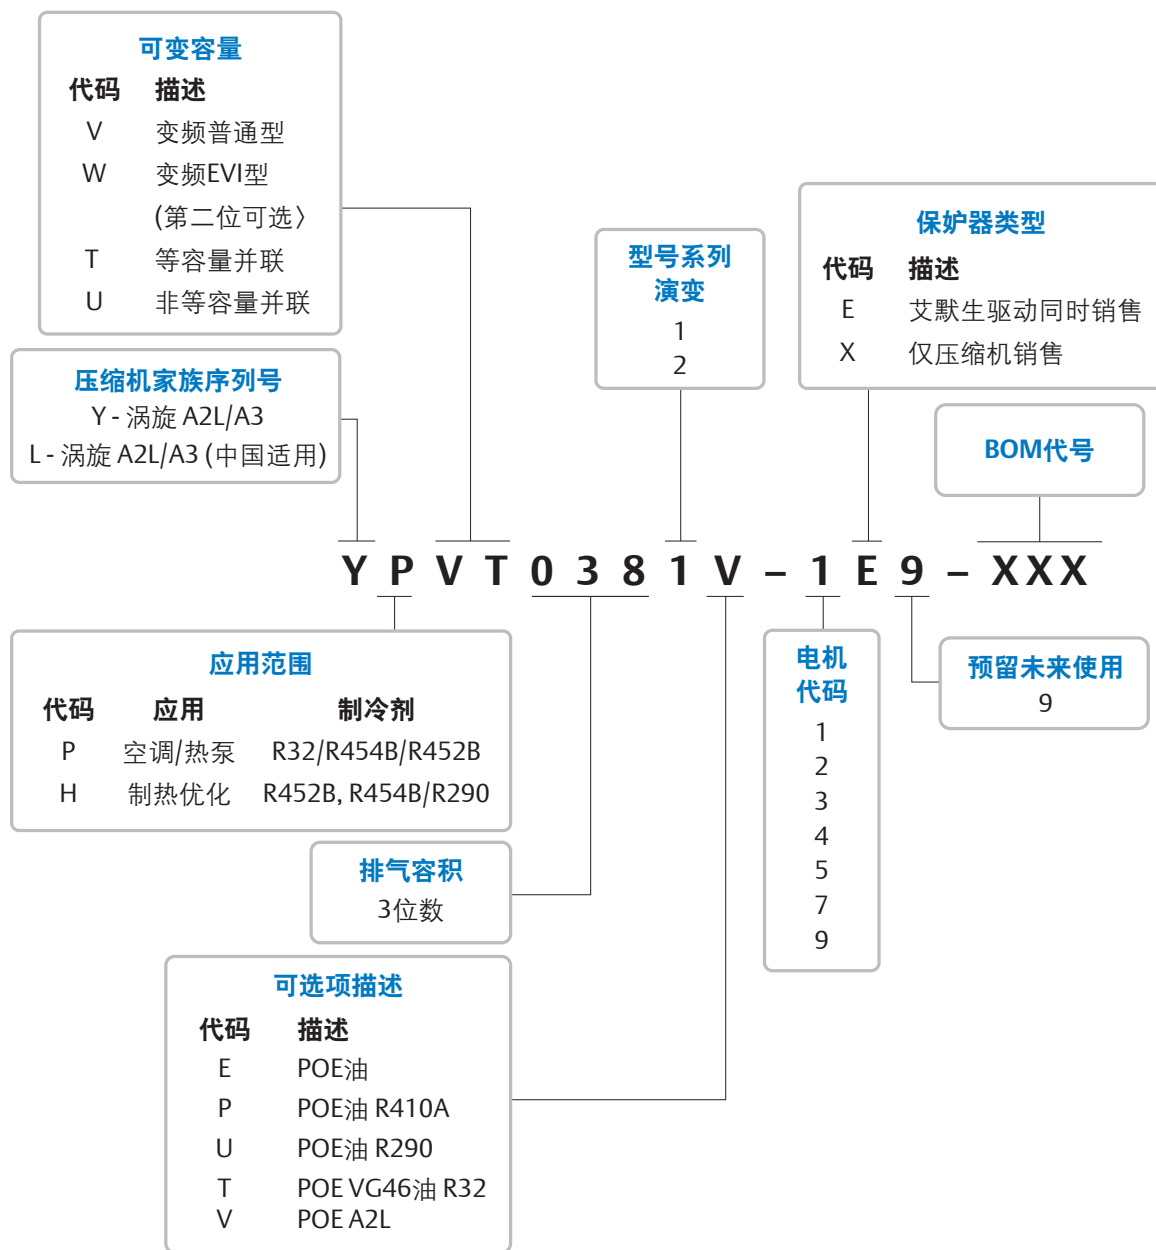 可变容量
代码 描述
V 变频普通型
W 变频EVI型
(第二位可选〉
T 等容量并联
U 非等容量并联
压缩机家族序列号
Y - 涡旋 A2L/A3
L - 涡旋 A2L/A3 (中国适用)
型号系列
演变
1
2
保妒器类型
代码 描述
E 艾默生驱动同时销售
X 仅压缩机销售
BOM代号
Y P V T 0 3 8 1 V – 1 E 9 – X X X
应用范围
代码 应用 制冷剂
P 空调/热泵 R32/R454B/R452B
H 制热优化 R452B, R454B/R290
排气容积
3位数
可选项描述
代码 描述
E POE油
P POE油 R410A
U POE油 R290
T POE VG46油 R32
V POE A2L
电机
代码
1
2
3
4
5
7
9
预留未来使用
9